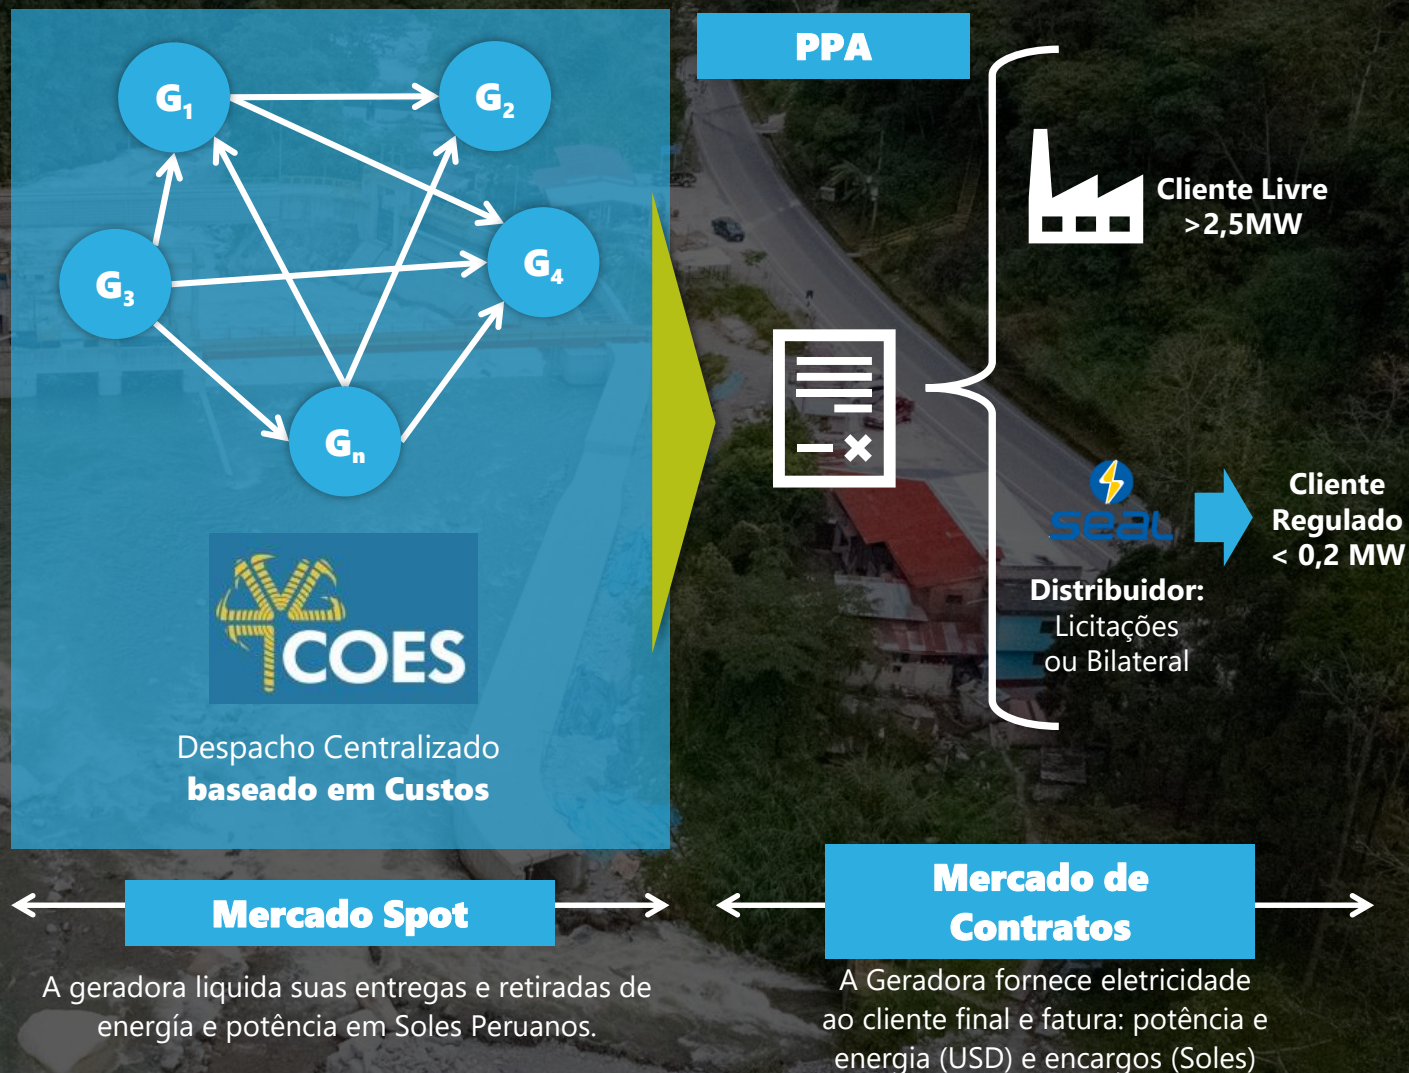 G1
G2
G3
G4
Gn
COES
Despacho Centralizado
baseado em Custos
Mercado Spot
A geradora liquida suas entregas e retiradas de
energía e potência em Soles Peruanos.
PPA
Cliente Livre
>2,5MW
seaL
Distribuidor:
Licitações
ou Bilateral
Cliente
Regulado
< 0,2 MW
Mercado de
Contratos
A Geradora fornece eletricidade
ao cliente final e fatura: potência e
energia (USD) e encargos (Soles)